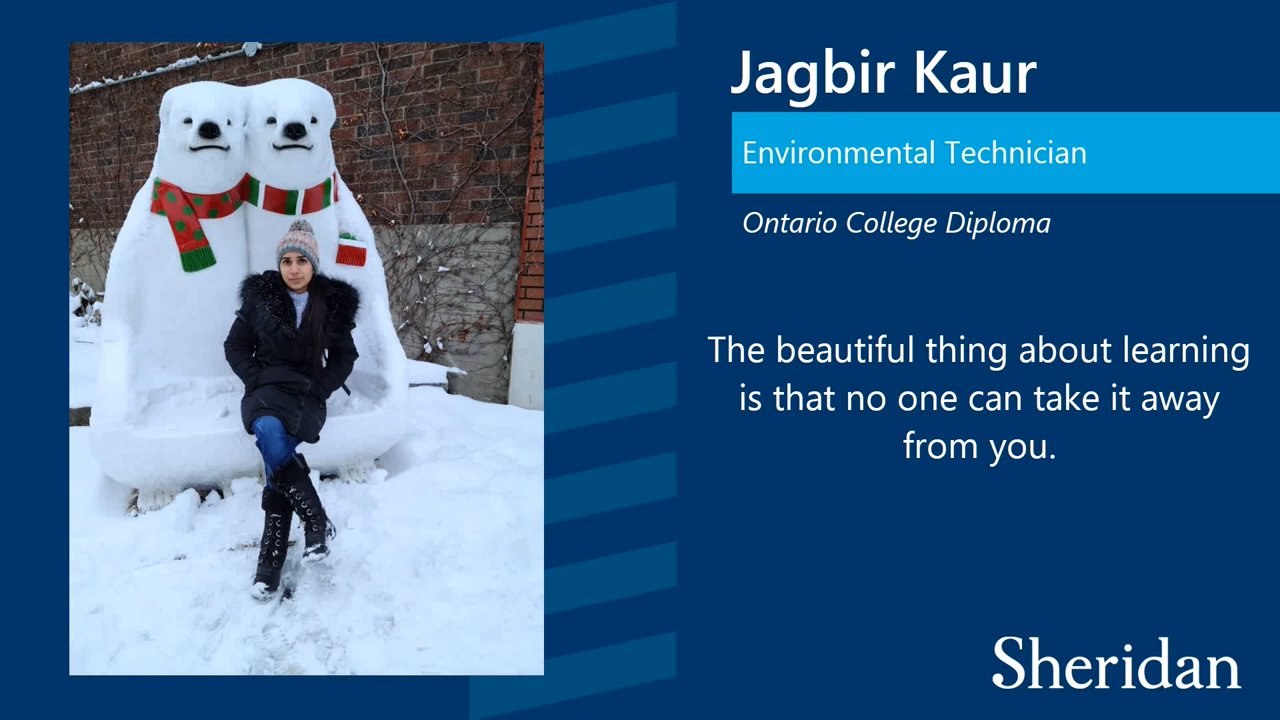 Jagbir Kaur
Environmental Technician
Ontario College Diploma
The beautiful thing about learning
is that no one can take it away
from you.
Sheridan